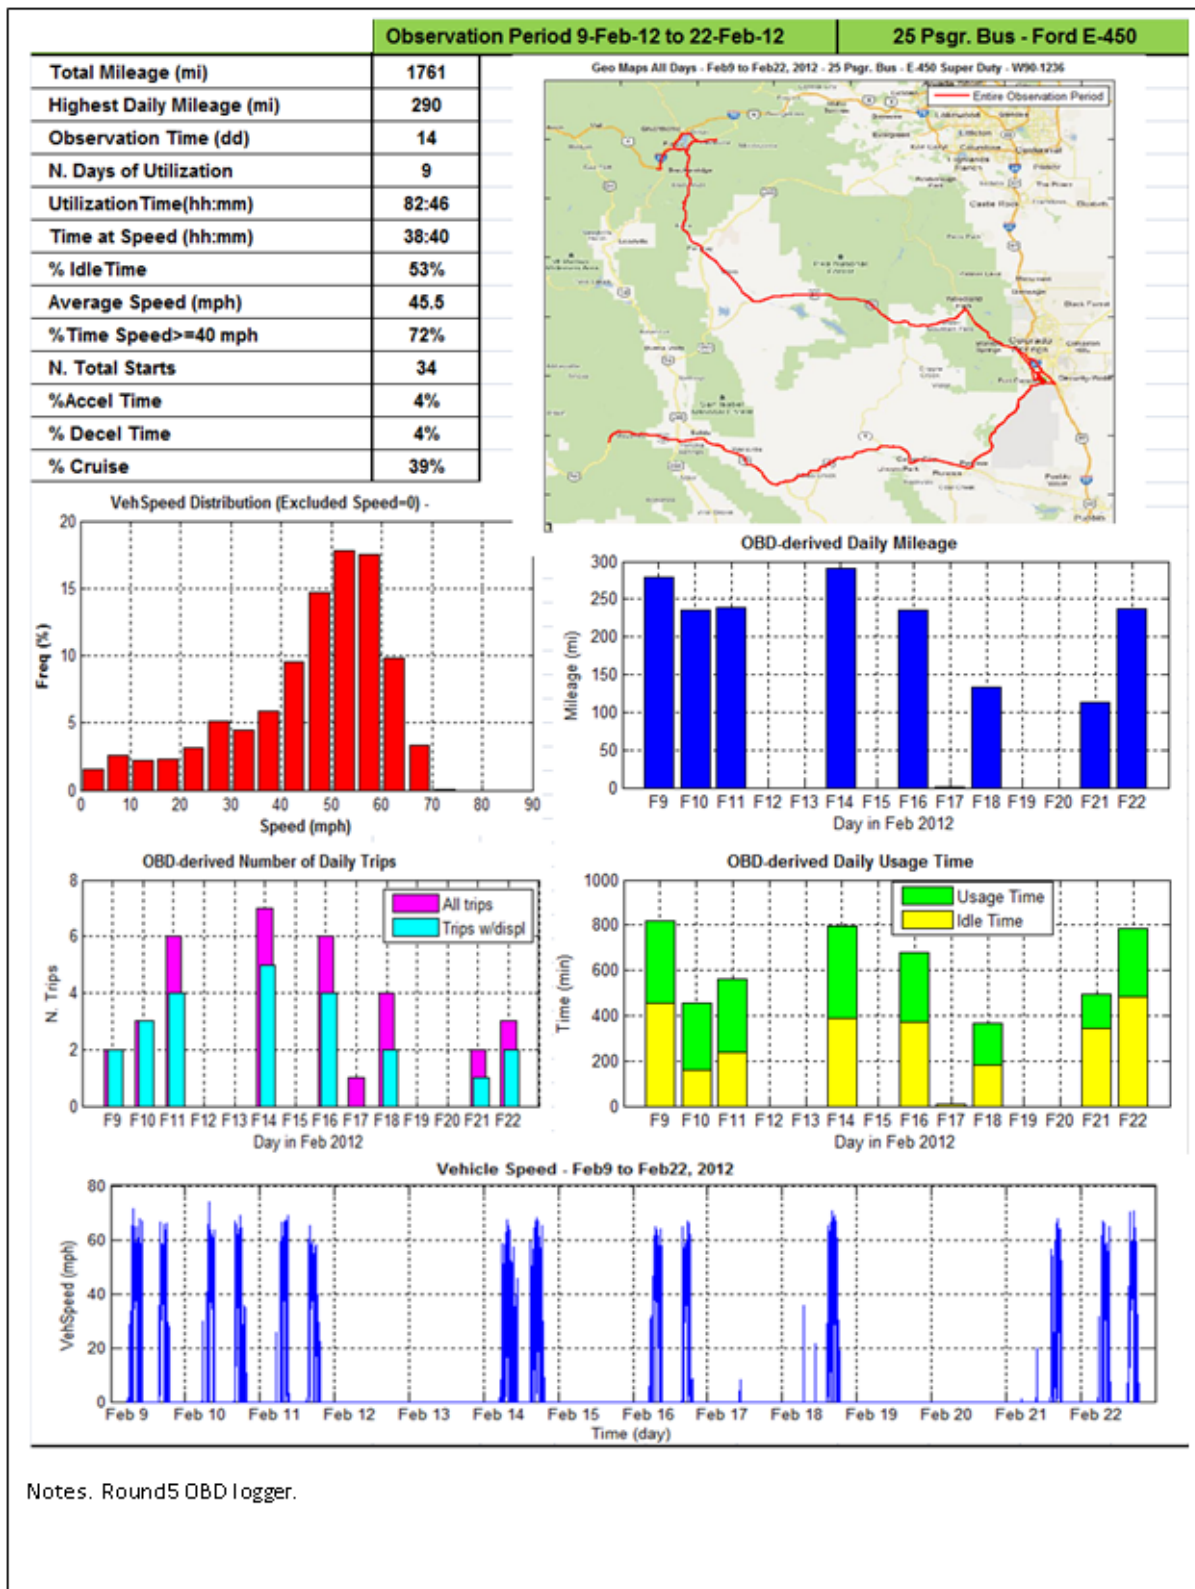 Observation Period 9-Feb-12 to 22-Feb-12
25 Psgr. Bus - Ford E-450
Total Mileage (mi) 1761
Highest Daily Mileage (mi) 290
Observation Time (dd) 14
N. Days of Utilization 9
UtilizationTime(hh:mm) 82:46
Time at Speed (hh:mm) 38:40
% Idle Time 53%
Average Speed (mph) 45.5
%Time Speed>=40 mph 72%
N. Total Starts 34
%Accel Time 4%
% Decel Time 4%
% Cruise 39%
Geo Maps All Days - Feb9 to Feb22, 2012 - 25 Psgr. Bus - E-450 Super Duty - W90-1236
Entire Observation Period
Littleton
Centennial
Castle Rock
Black Forest
Colorado
Pueblo
VehSpeed Distribution (Excluded Speed=0) -
Freq (%)
20
15
10
5
0
0 10 20 30 40 50 60 70 80 90
Speed (mph)
OBD-derived Daily Mileage
Mileage (mi)
300
250
200
150
100
50
0
F9 F10 F11 F12 F13 F14 F15 F16 F17 F18 F19 F20 F21 F22
Day in Feb 2012
OBD-derived Number of Daily Trips
All trips
Trips w/displ
N. Trips
8
6
4
2
0
F9 F10 F11 F12 F13 F14 F15 F16 F17 F18 F19 F20 F21 F22
Day in Feb 2012
OBD-derived Daily Usage Time
Usage Time
Idle Time
Time (min)
1000
800
600
400
200
0
F9 F10 F11 F12 F13 F14 F15 F16 F17 F18 F19 F20 F21 F22
Day in Feb 2012
Vehicle Speed - Feb9 to Feb22, 2012
VehSpeed (mph)
80
60
40
20
0
Feb 9 Feb 10 Feb 11 Feb 12 Feb 13 Feb 14 Feb 15 Feb 16 Feb 17 Feb 18 Feb 19 Feb 20 Feb 21 Feb 22
Time (day)
Notes. Round5 OBD logger.